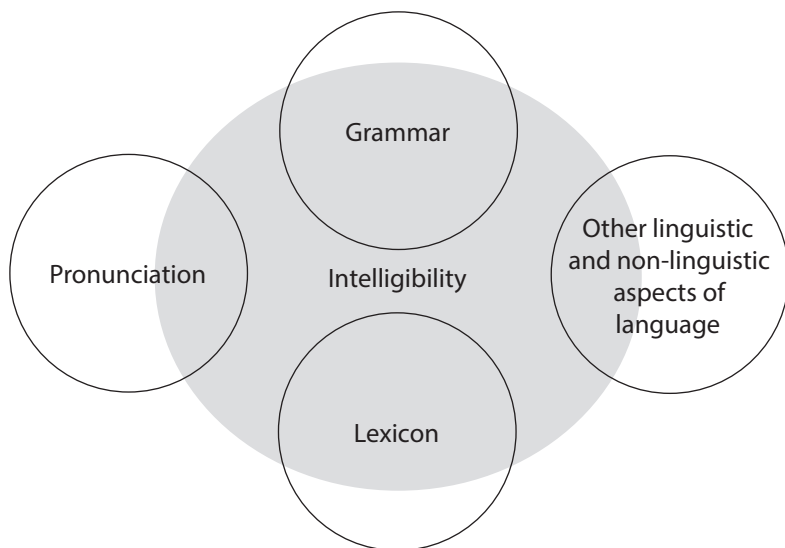 Grammar
Pronunciation
Intelligibility
Other linguistic
and non-linguistic
aspects of
language
Lexicon